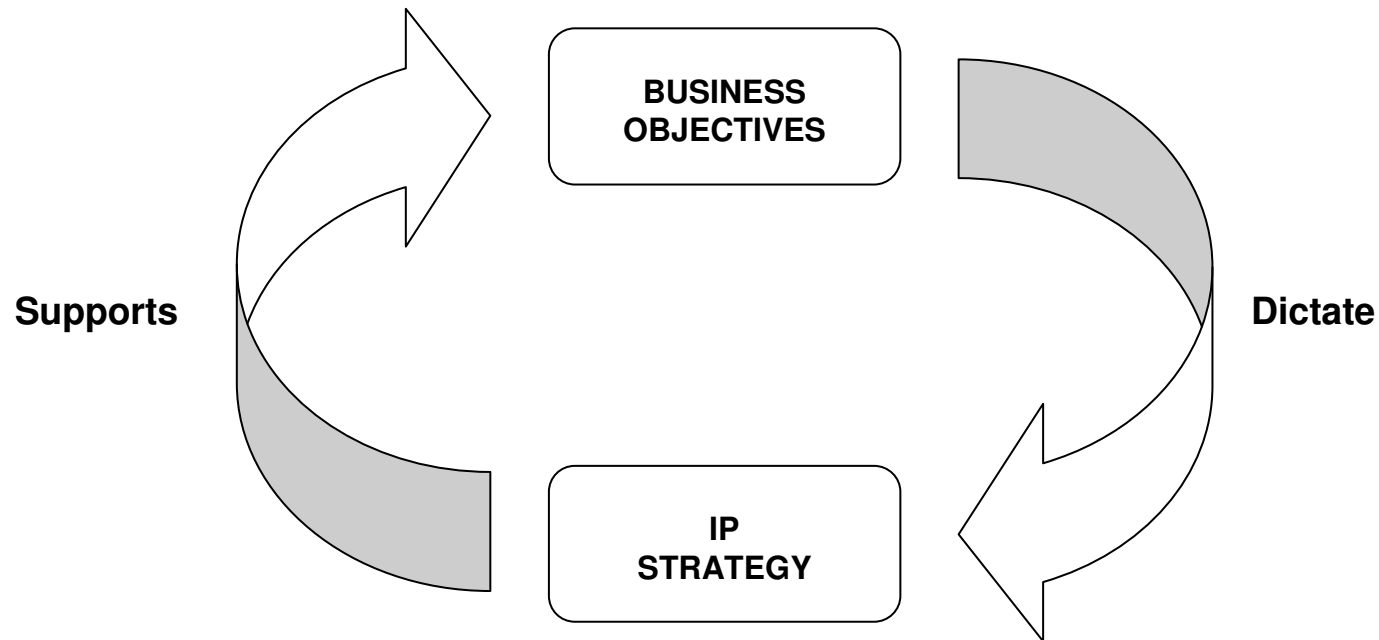 BUSINESS
OBJECTIVES
Supports
Dictate
IP
STRATEGY